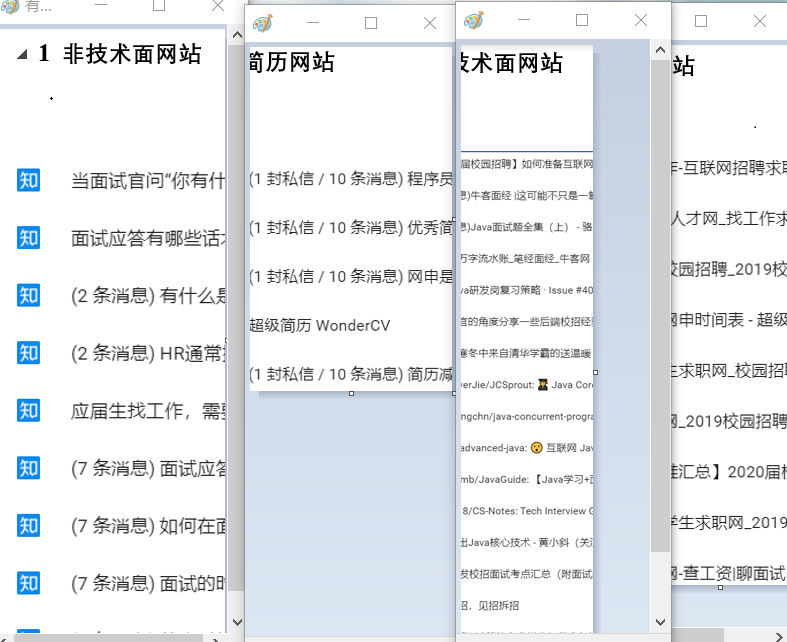 有...
1 非技术面网站
知 当面试官问“你有什
知 面试应答有哪些话
知 (2 条消息) 有什么是
知 (2 条消息) HR通常
知 应届生找工作，需
知 (7 条消息) 面试应答
知 (7 条消息) 如何在面
知 (7 条消息) 面试的时
简历网站
(1 封私信 / 10 条消息) 程序员
(1 封私信 / 10 条消息) 优秀简
(1 封私信 / 10 条消息) 网申是
超级简历 WonderCV
(1 封私信 / 10 条消息) 简历减
技术面网站
届校园招聘】如何准备互联网
息)牛客面经 |这可能不只是一篇
息)Java面试题全集（上） - 骆
万字流水账_笔经面经_牛客网
va研发岗复习策略 · Issue #40
官的角度分享一些后端校招经
寒冬中来自清华学霸的送温暖
verJie/JCSprout: Java Core
ngchn/java-concurrent-progra
advanced-java: 互联网 Jav
mb/JavaGuide: 【Java学习+面
8/CS-Notes: Tech Interview G
出Java核心技术 - 黄小斜（关注
发校招面试考点汇总（附面试
招，见招拆招
站
作-互联网招聘求职
人才网_找工作求
校园招聘_2019校
网申时间表 - 超级
生求职网_校园招聘
网_2019校园招聘
汇总】2020届校
学生求职网_2019
网-查工资|聊面试